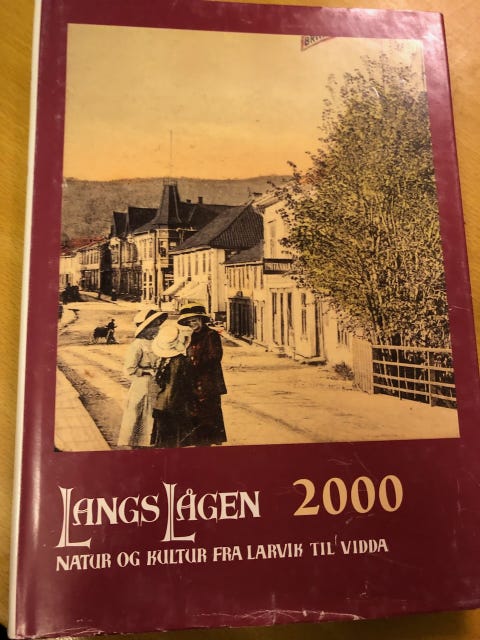 LANGS LÅGEN 2000
NATUR OG KULTUR FRA LARVIK TIL VIDDA